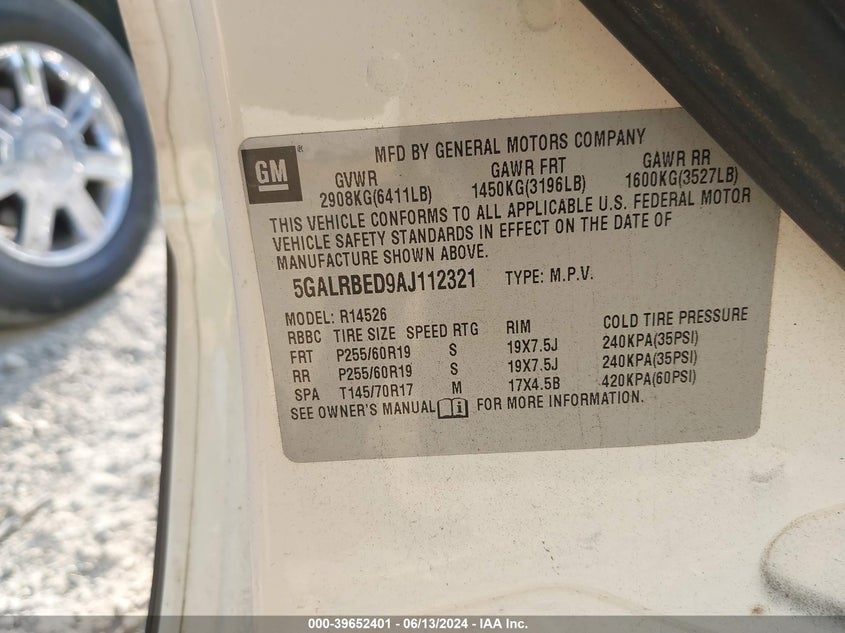 GM
MFD BY GENERAL MOTORS COMPANY
GVWR GAWR FRT GAWR RR
2908KG(6411LB) 1450KG(3196LB) 1600KG(3527LB)
THIS VEHICLE CONFORMS TO ALL APPLICABLE U.S. FEDERAL MOTOR
VEHICLE SAFETY STANDARDS IN EFFECT ON THE DATE OF
MANUFACTURE SHOWN ABOVE.
5GALRBED9AJ112321 TYPE: M.P.V.
MODEL: R14526
RBBC TIRE SIZE SPEED RTG RIM COLD TIRE PRESSURE
FRT P255/60R19 S 19X7.5J 240KPA(35PSI)
RR P255/60R19 S 19X7.5J 240KPA(35PSI)
SPA T145/70R17 M 17X4.5B 420KPA(60PSI)
SEE OWNER'S MANUAL FOR MORE INFORMATION.
000-39652401 - 06/13/2024 - IAA Inc.